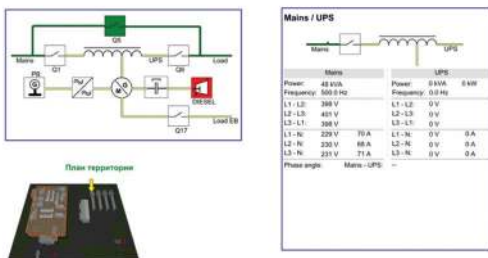 Q5
Mains
Q1
UPS
Q6
Load
PB
G
M
DIESEL
Load EB
Q17
План территории
Mains / UPS
Mains
UPS
Mains UPS
Power: 48 kVA Power: 0 kVA 0 kW
Frequency: 500.0 Hz Frequency: 0.0 Hz
L1 - L2: 398 V L1 - L2: 0 V
L2 - L3: 401 V L2 - L3: 0 V
L3 - L1: 398 V L3 - L1: 0 V
L1 - N: 229 V 70 A L1 - N: 0 V 0 A
L2 - N: 230 V 68 A L2 - N: 0 V 0 A
L3 - N: 231 V 71 A L3 - N: 0 V 0 A
Phase angle: Mains - UPS: --